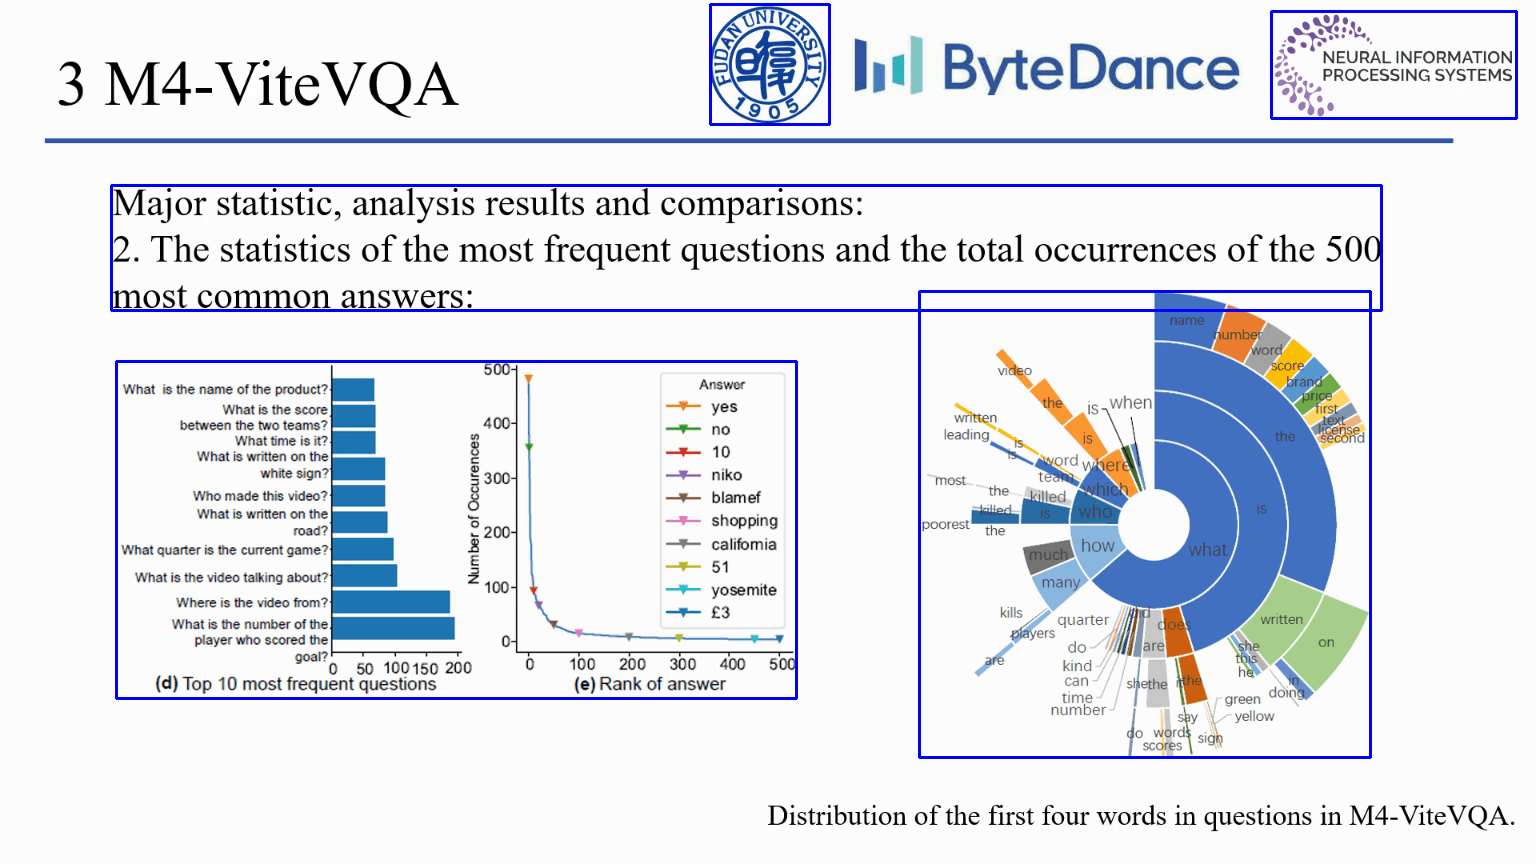 3 M4-ViteVQA
FUDAN UNIVERSITY
1905
ByteDance
NEURAL INFORMATION
PROCESSING SYSTEMS
Major statistic, analysis results and comparisons:
2. The statistics of the most frequent questions and the total occurrences of the 500
most common answers:
What is the name of the product?
What is the score
between the two teams?
What time is it?
What is written on the
white sign?
Who made this video?
What is written on the
road?
What quarter is the current game?
What is the video talking about?
Where is the video from?
What is the number of the
player who scored the
goal?
0 50 100 150 200
(d) Top 10 most frequent questions
Number of Occurences
500
400
300
200
100
0
0 100 200 300 400 500
Answer
yes
no
10
niko
blamef
shopping
california
51
yosemite
£3
(e) Rank of answer
name
number
word
score
brand
price
first
text
license
second
the
is
what
written
on
in
doing
she
this
he
does
the
it
say
sign
green
yellow
are
the
she
words
scores
do
did
quarter
do
kind
can
time
number
how
many
much
kills
players
are
who
is
killed
the
killed
the
most
poorest
which
team
word
is
is
leading
written
where
is
the
video
is
when
Distribution of the first four words in questions in M4-ViteVQA.